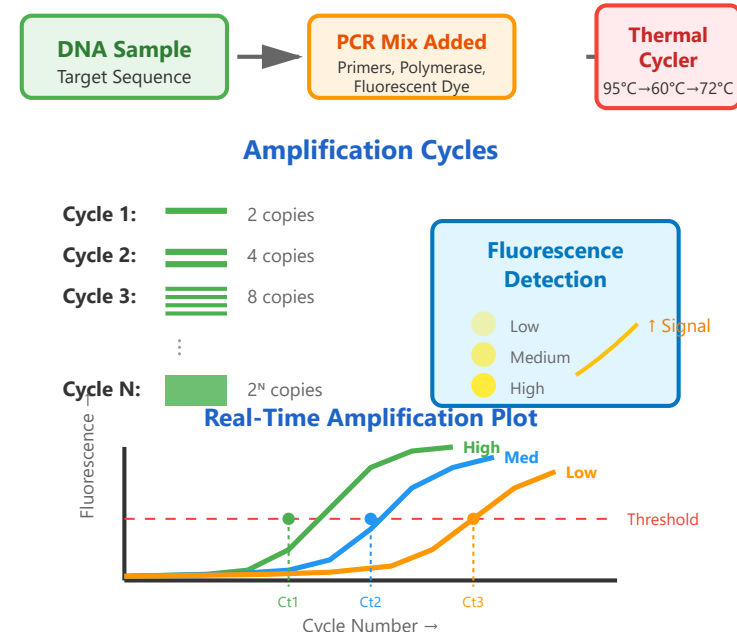 DNA Sample
Target Sequence
PCR Mix Added
Primers, Polymerase,
Fluorescent Dye
Thermal
Cycler
95°C→60°C→72°C
Amplification Cycles
Cycle 1:
2 copies
Cycle 2:
4 copies
Cycle 3:
8 copies
⋮
Cycle N:
2ᴺ copies
Fluorescence
Detection
Low
Medium
High
↑ Signal
Real-Time Amplification Plot
Fluorescence →
High
Med
Low
Threshold
Ct1
Ct2
Ct3
Cycle Number →